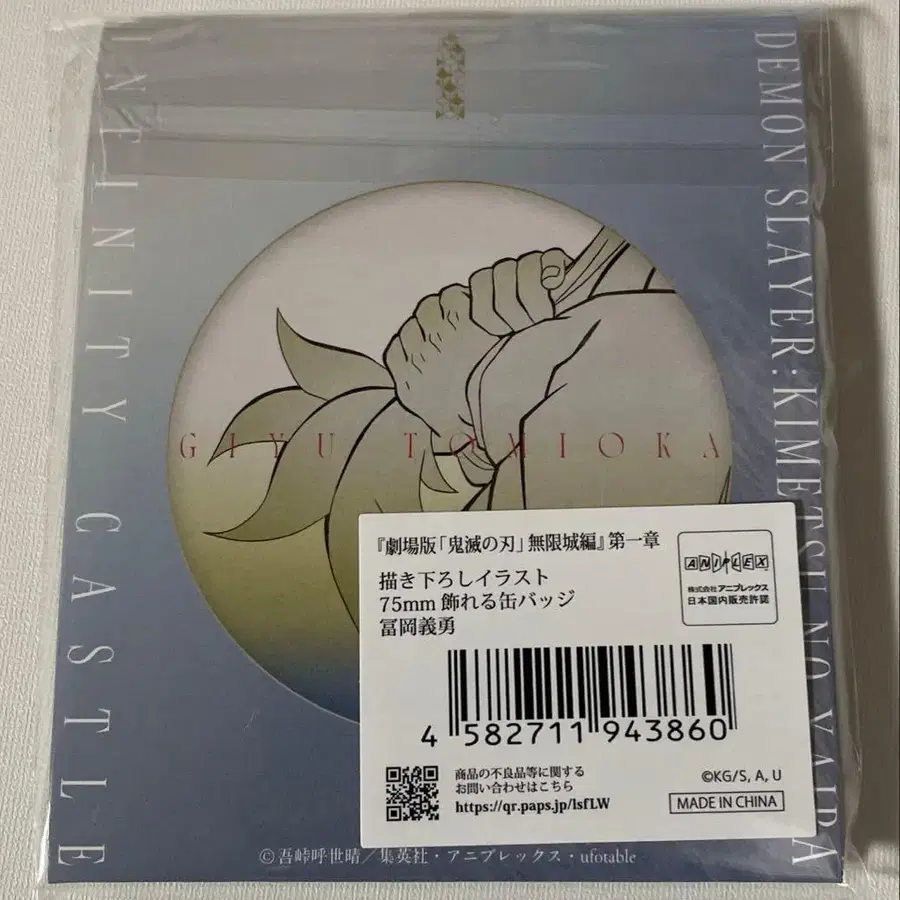 INFINITY CASTLE
DEMON SLAYER: KIMETSU NO YAIBA
GIYU TOMIOKA
『劇場版「鬼滅の刃」無限城編』第一章
描き下ろしイラスト
75mm 飾れる缶バッジ
冨岡義勇
ANIPLEX
株式会社アニプレックス
日本国内販売許諾
4 582711 943860
商品の不良品等に関する
お問い合わせはこちら
https://qr.paps.jp/lsfLW
©KG/S, A, U
MADE IN CHINA
©吾峠呼世晴／集英社・アニプレックス・ufotable